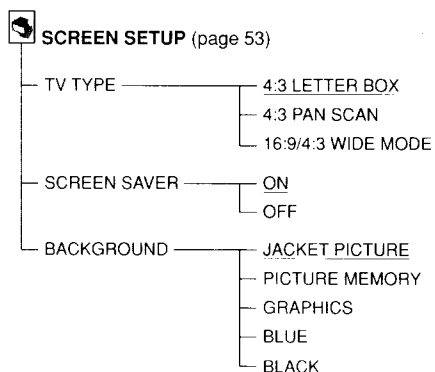 SCREEN SETUP (page 53)
TV TYPE 4:3 LETTER BOX
4:3 PAN SCAN
16:9/4:3 WIDE MODE
SCREEN SAVER ON
OFF
BACKGROUND JACKET PICTURE
PICTURE MEMORY
GRAPHICS
BLUE
BLACK